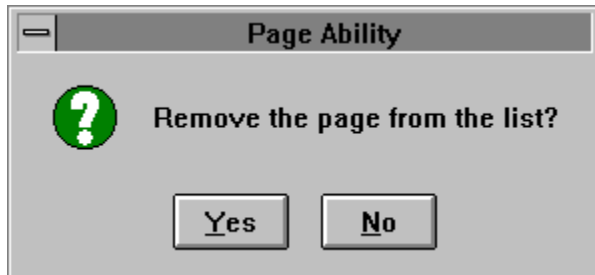 Page Ability
Remove the page from the list?
Yes No